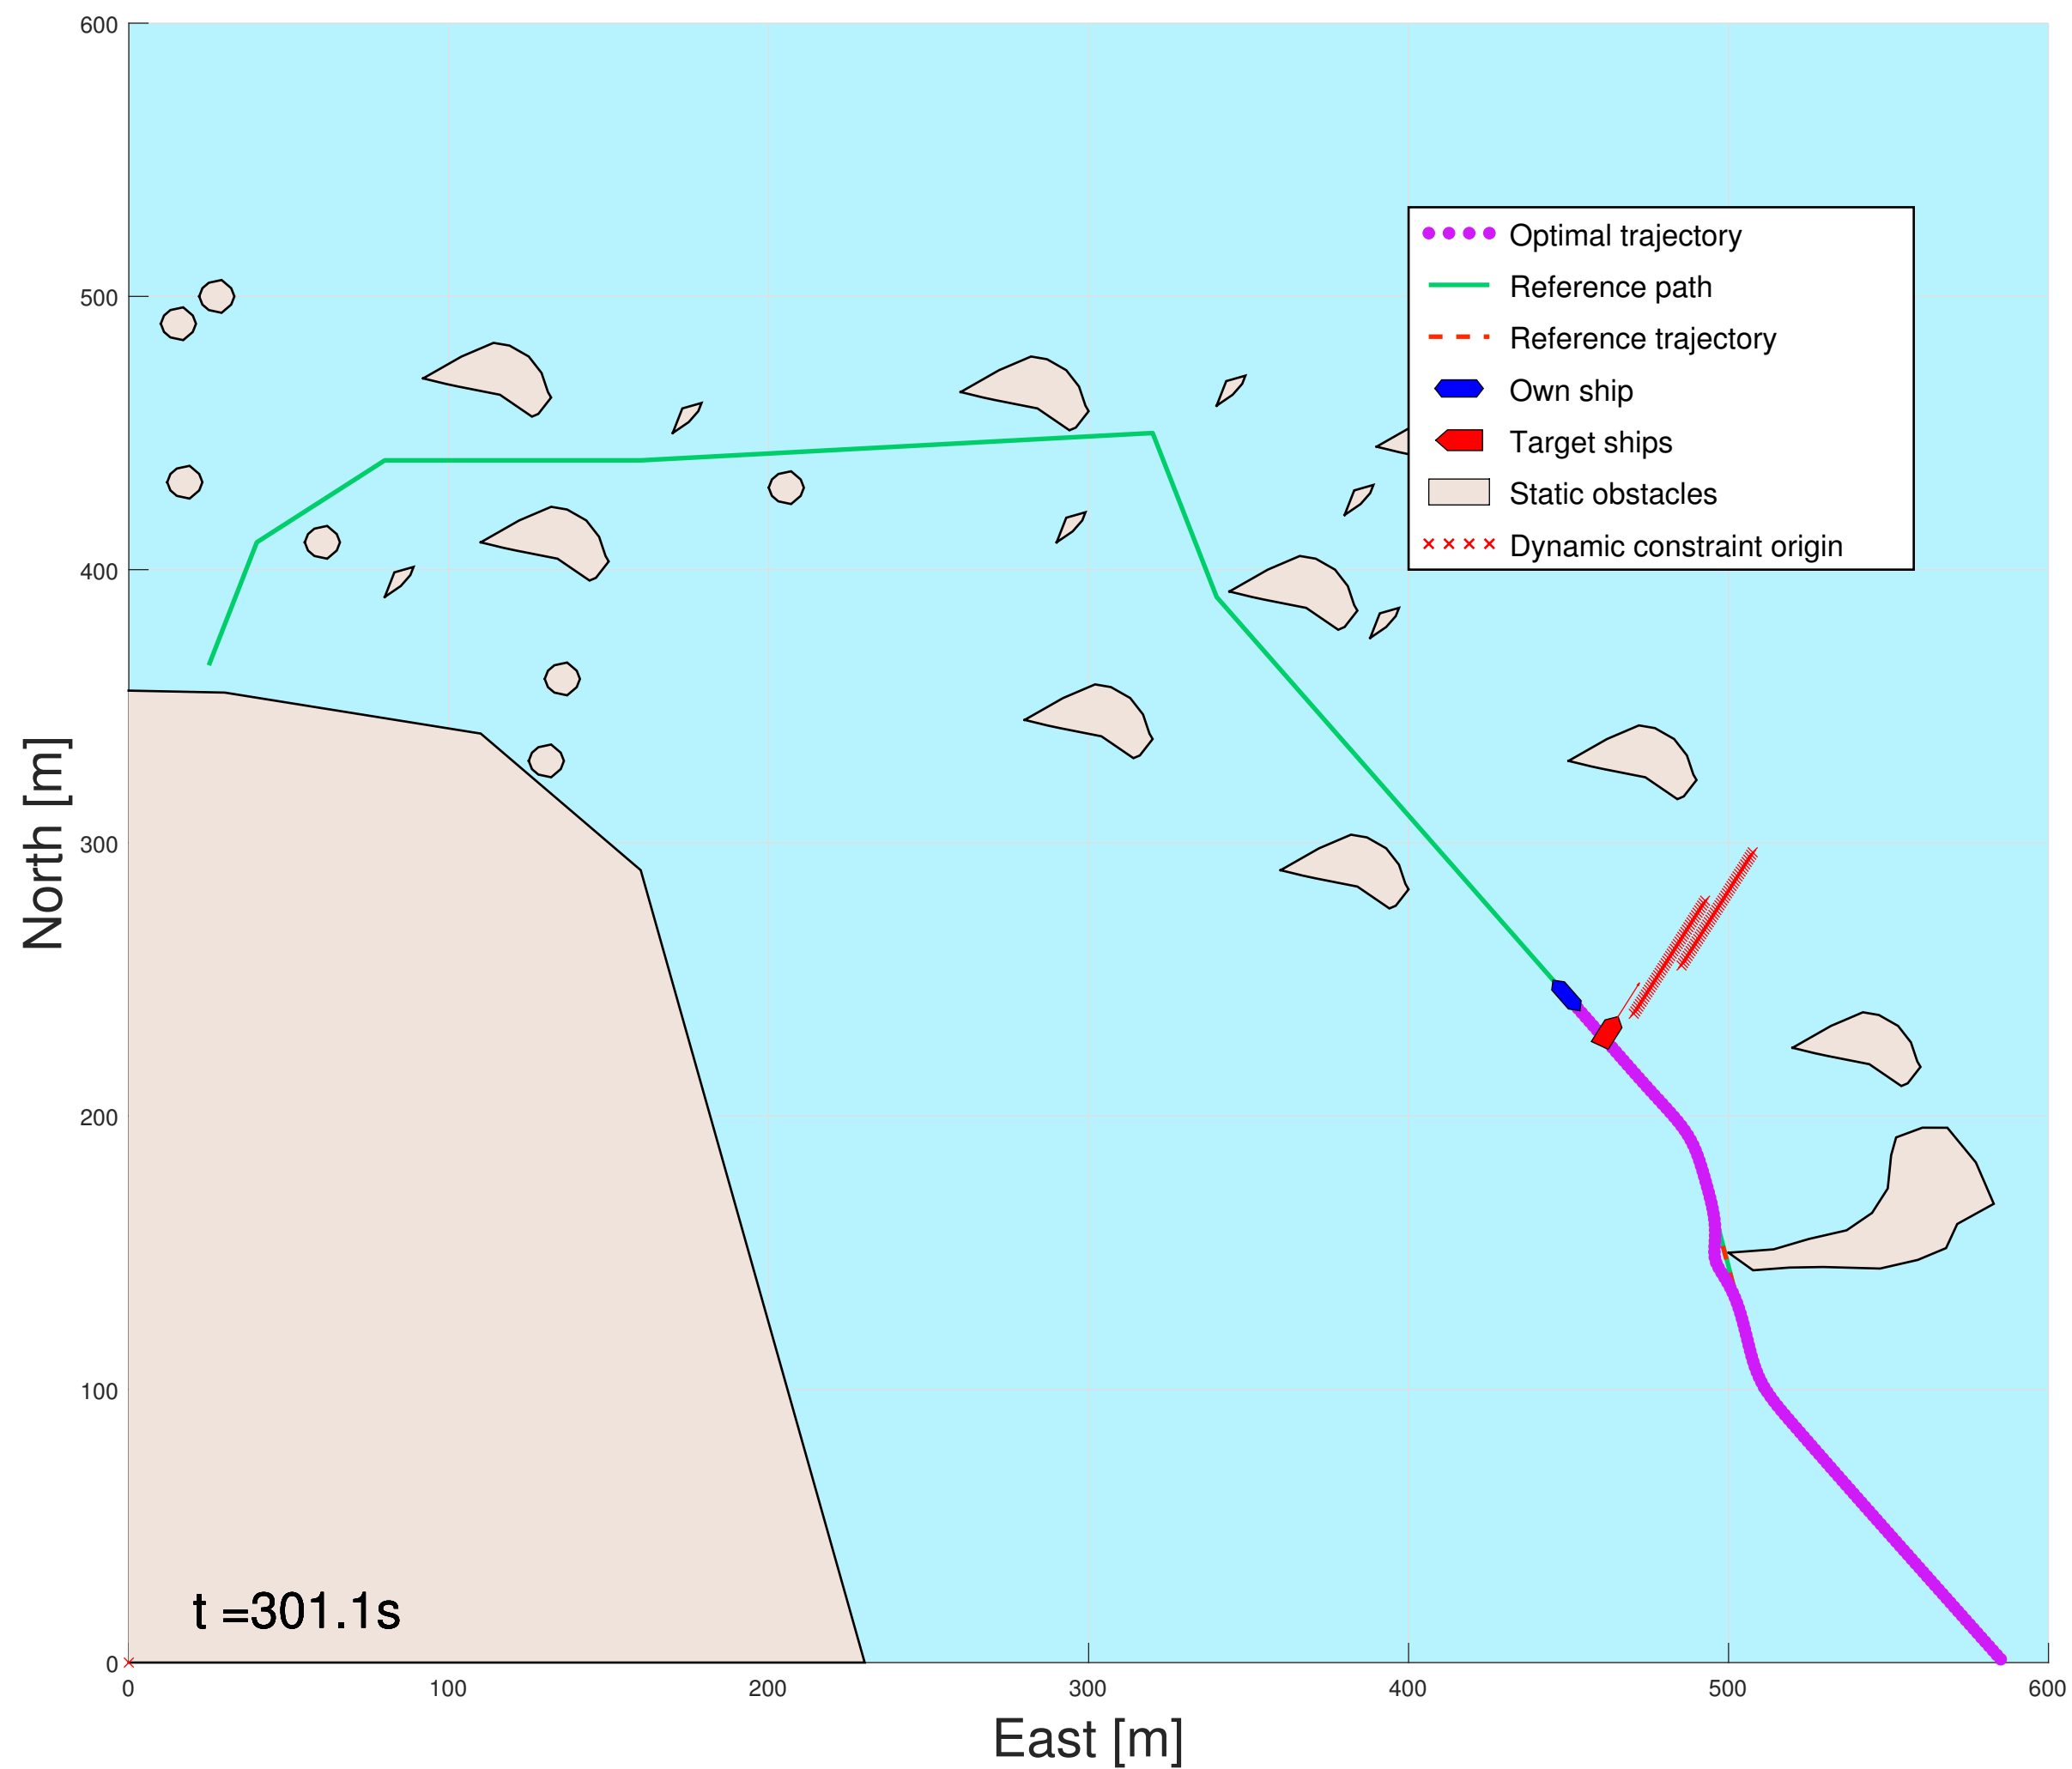 600
500
400
300
200
100
0
North [m]
Optimal trajectory
Reference path
Reference trajectory
Own ship
Target ships
Static obstacles
Dynamic constraint origin
t =301.1s
0
100
200
300
400
500
600
East [m]